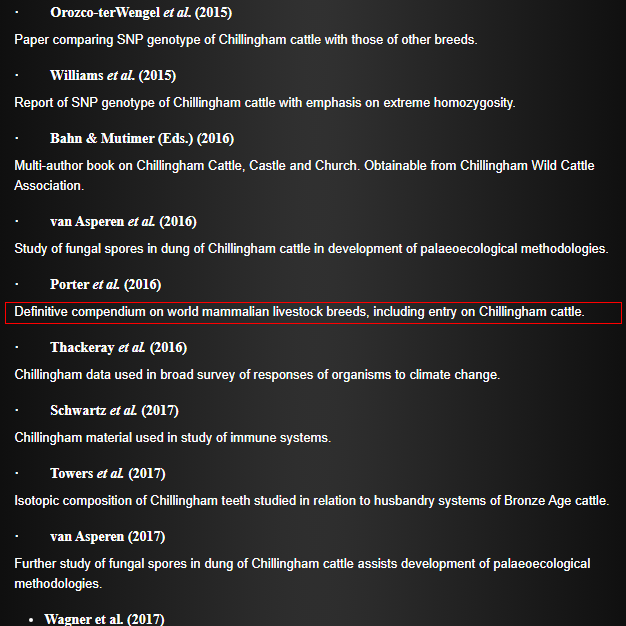 · Orozco-terWengel et al. (2015)
Paper comparing SNP genotype of Chillingham cattle with those of other breeds.
· Williams et al. (2015)
Report of SNP genotype of Chillingham cattle with emphasis on extreme homozygosity.
· Bahn & Mutimer (Eds.) (2016)
Multi-author book on Chillingham Cattle, Castle and Church. Obtainable from Chillingham Wild Cattle
Association.
· van Asperen et al. (2016)
Study of fungal spores in dung of Chillingham cattle in development of palaeoecological methodologies.
· Porter et al. (2016)
Definitive compendium on world mammalian livestock breeds, including entry on Chillingham cattle.
· Thackeray et al. (2016)
Chillingham data used in broad survey of responses of organisms to climate change.
· Schwartz et al. (2017)
Chillingham material used in study of immune systems.
· Towers et al. (2017)
Isotopic composition of Chillingham teeth studied in relation to husbandry systems of Bronze Age cattle.
· van Asperen (2017)
Further study of fungal spores in dung of Chillingham cattle assists development of palaeoecological
methodologies.
• Wagner et al. (2017)